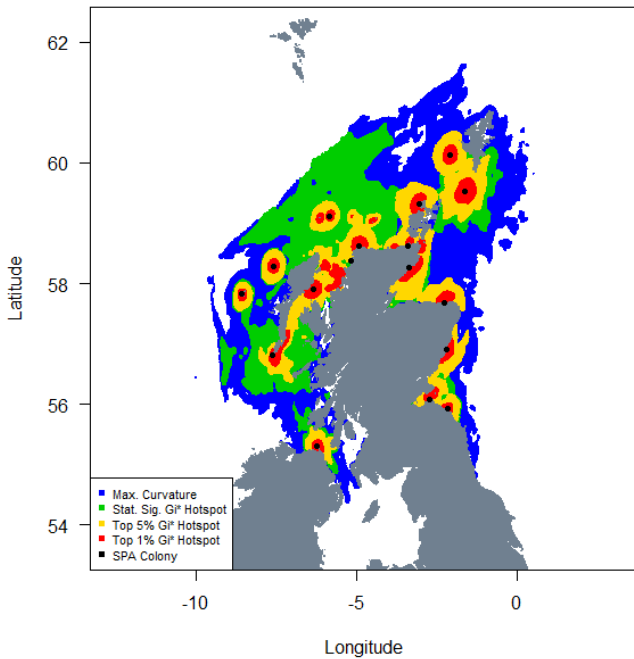 62
60
58
56
54
Latitude
Max. Curvature
Stat. Sig. Gi* Hotspot
Top 5% Gi* Hotspot
Top 1% Gi* Hotspot
SPA Colony
-10
-5
0
Longitude